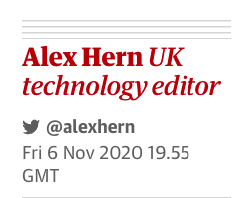 Alex Hern UK
technology editor
@alexhern
Fri 6 Nov 2020 19.55
GMT